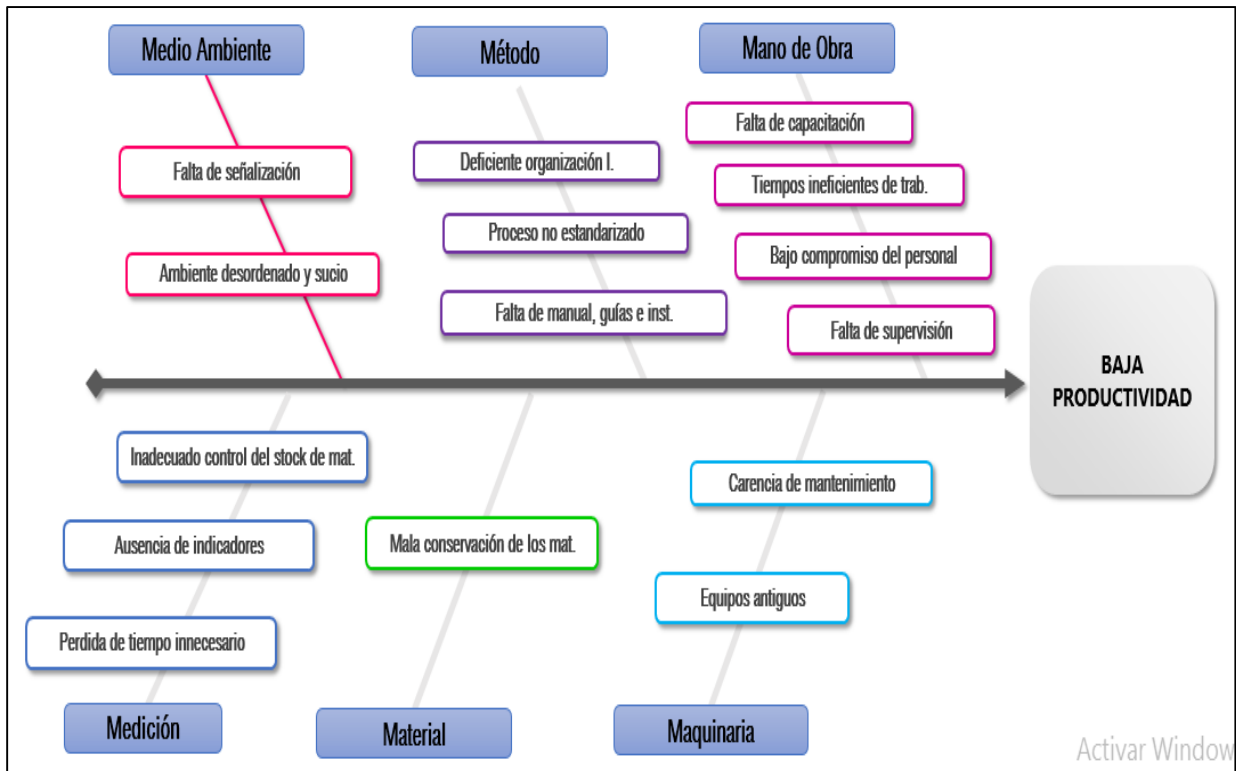 Medio Ambiente
Método
Mano de Obra
Falta de señalización
Ambiente desordenado y sucio
Deficiente organización I.
Proceso no estandarizado
Falta de manual, guías e inst.
Falta de capacitación
Tiempos ineficientes de trab.
Bajo compromiso del personal
Falta de supervisión
BAJA
PRODUCTIVIDAD
Inadecuado control del stock de mat.
Ausencia de indicadores
Perdida de tiempo innecesario
Mala conservación de los mat.
Carencia de mantenimiento
Equipos antiguos
Medición
Material
Maquinaria
Activar Window